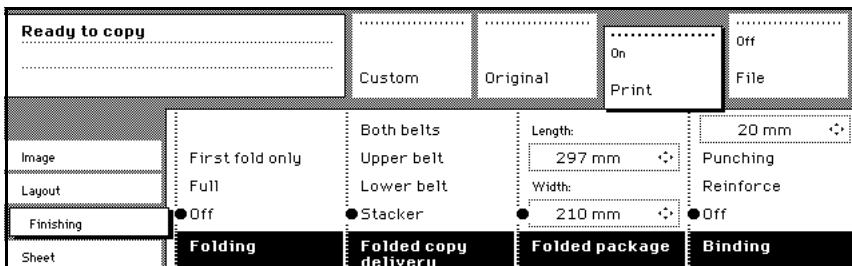 Ready to copy
Custom
Original
On
Print
Off
File
Image
Layout
Finishing
Sheet
First fold only
Full
Off
Folding
Both belts
Upper belt
Lower belt
Stacker
Folded copy
delivery
Length:
297 mm
Width:
210 mm
Folded package
20 mm
Punching
Reinforce
Off
Binding